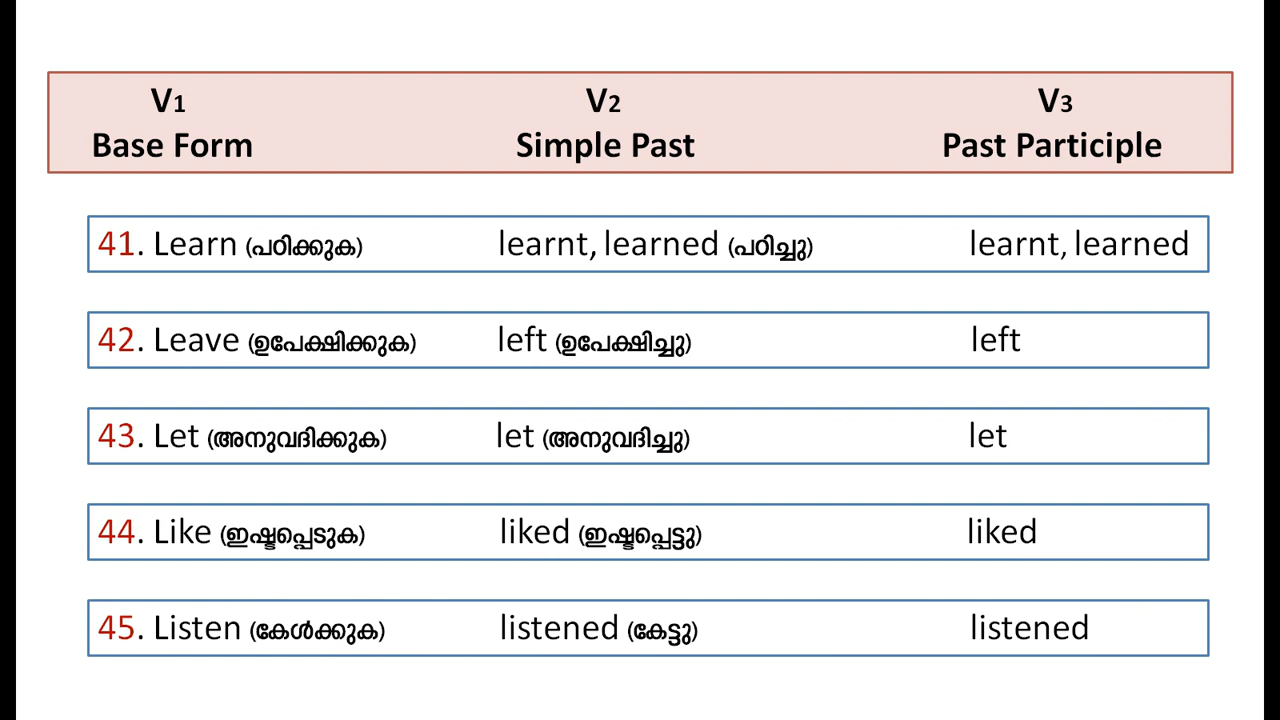 V1 V2 V3
Base Form Simple Past Past Participle
41. Learn (പഠിക്കുക) learnt, learned (പഠിച്ചു) learnt, learned
42. Leave (ഉപേക്ഷിക്കുക) left (ഉപേക്ഷിച്ചു) left
43. Let (അനുവദിക്കുക) let (അനുവദിച്ചു) let
44. Like (ഇഷ്ടപ്പെടുക) liked (ഇഷ്ടപ്പെട്ടു) liked
45. Listen (കേൾക്കുക) listened (കേട്ടു) listened